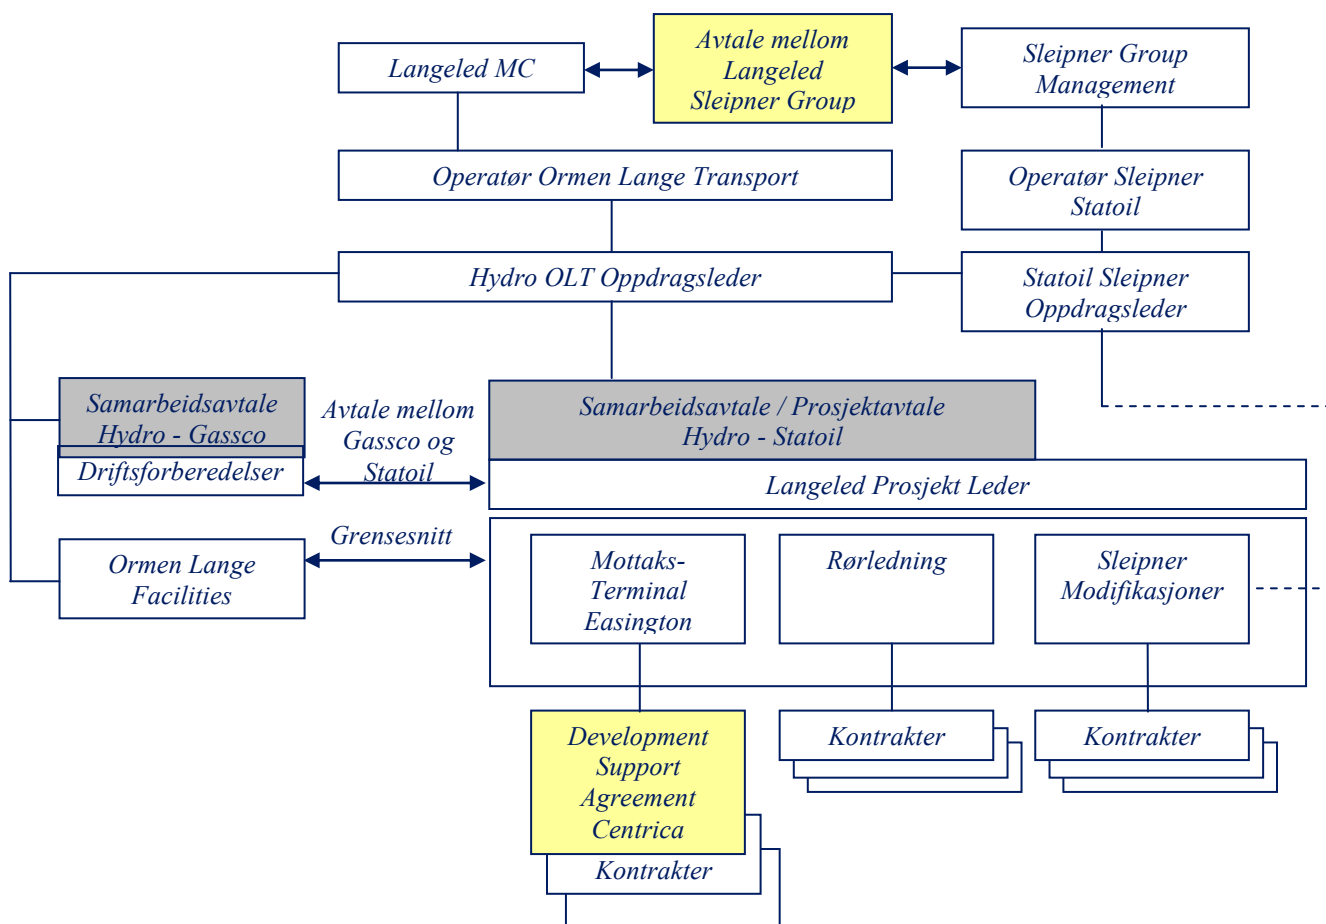 Langeled MC
Avtale mellom
Langeled
Sleipner Group
Sleipner Group
Management
Operatør Ormen Lange Transport
Operatør Sleipner
Statoil
Hydro OLT Oppdragsleder
Statoil Sleipner
Oppdragsleder
Samarbeidsavtale
Hydro - Gassco
Driftsforberedelser
Avtale mellom
Gassco og
Statoil
Samarbeidsavtale / Prosjektavtale
Hydro - Statoil
Langeled Prosjekt Leder
Ormen Lange
Facilities
Grensesnitt
Mottaks-
Terminal
Easington
Rørledning
Sleipner
Modifikasjoner
Development
Support
Agreement
Centrica
Kontrakter
Kontrakter
Kontrakter